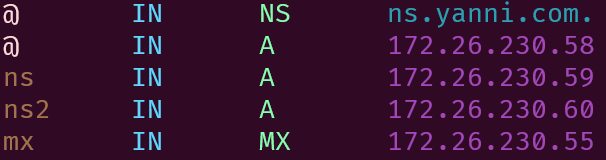 @ IN NS ns.yanni.com.
@ IN A 172.26.230.58
ns IN A 172.26.230.59
ns2 IN A 172.26.230.60
mx IN MX 172.26.230.55